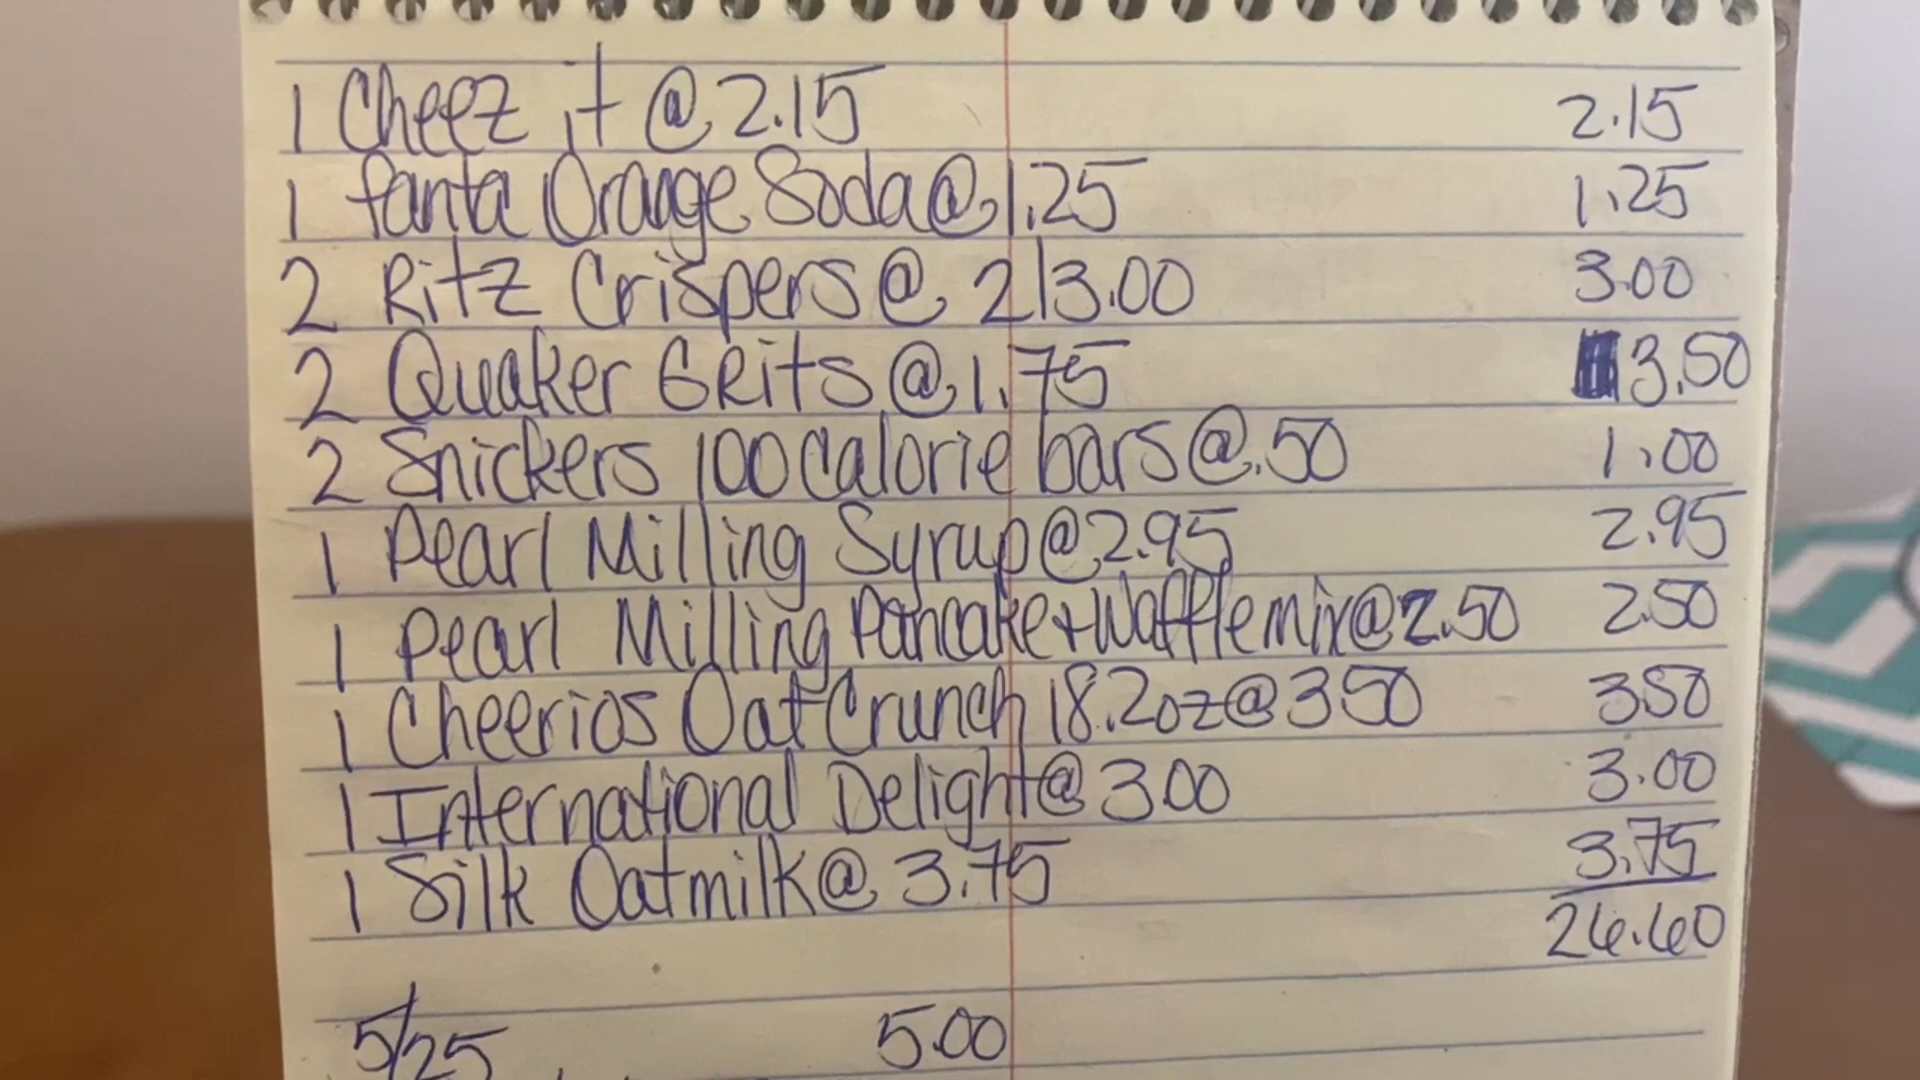 1 Cheez it @ 2.15 2.15
1 fanta Orange Soda @ 1.25 1.25
2 Ritz Crispers @ 2/3.00 3.00
2 Quaker GRits @ 1.75 3.50
2 Snickers 100 Calorie bars @ .50 1.00
1 Pearl Milling Syrup @ 2.95 2.95
1 Pearl Milling Pancake + Waffle mix @ 2.50 2.50
1 Cheerios Oat Crunch 18.2oz @ 350 350
1 International Delight @ 3.00 3.00
1 Silk Oatmilk @ 3.75 3.75
26.60
5/25 5.00